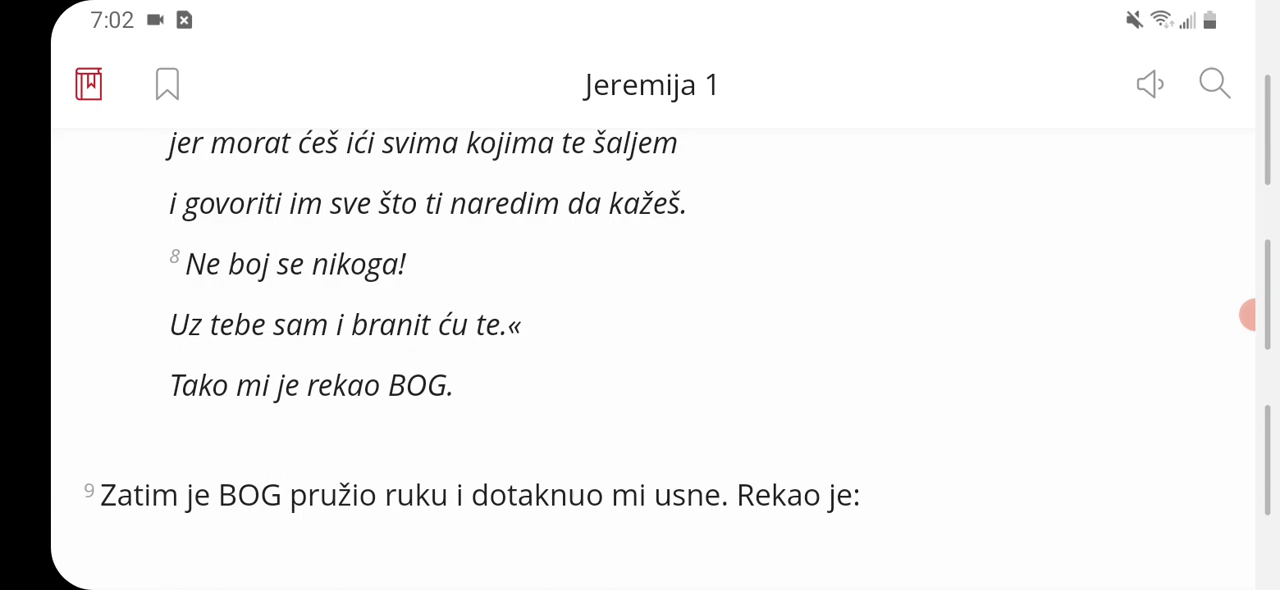 7:02
Jeremija 1
jer morat ćeš ići svima kojima te šaljem
i govoriti im sve što ti naredim da kažeš.
8 Ne boj se nikoga!
Uz tebe sam i branit ću te.«
Tako mi je rekao BOG.
9 Zatim je BOG pružio ruku i dotaknuo mi usne. Rekao je: